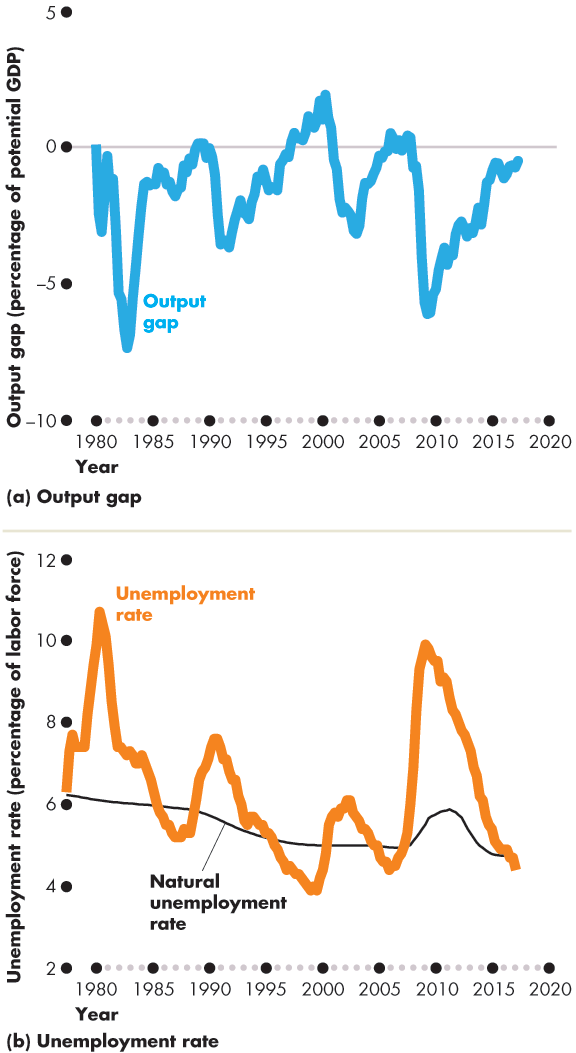 Output gap (percentage of potential GDP)
5
0
–5
–10
Output
gap
1980 1985 1990 1995 2000 2005 2010 2015 2020
Year
(a) Output gap
Unemployment rate (percentage of labor force)
12
10
8
6
4
2
Unemployment
rate
Natural
unemployment
rate
1980 1985 1990 1995 2000 2005 2010 2015 2020
Year
(b) Unemployment rate